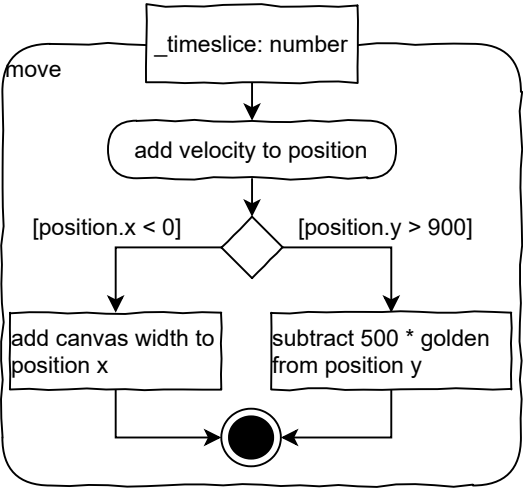 _timeslice: number
move
add velocity to position
[position.x < 0]
[position.y > 900]
add canvas width to
position x
subtract 500 * golden
from position y